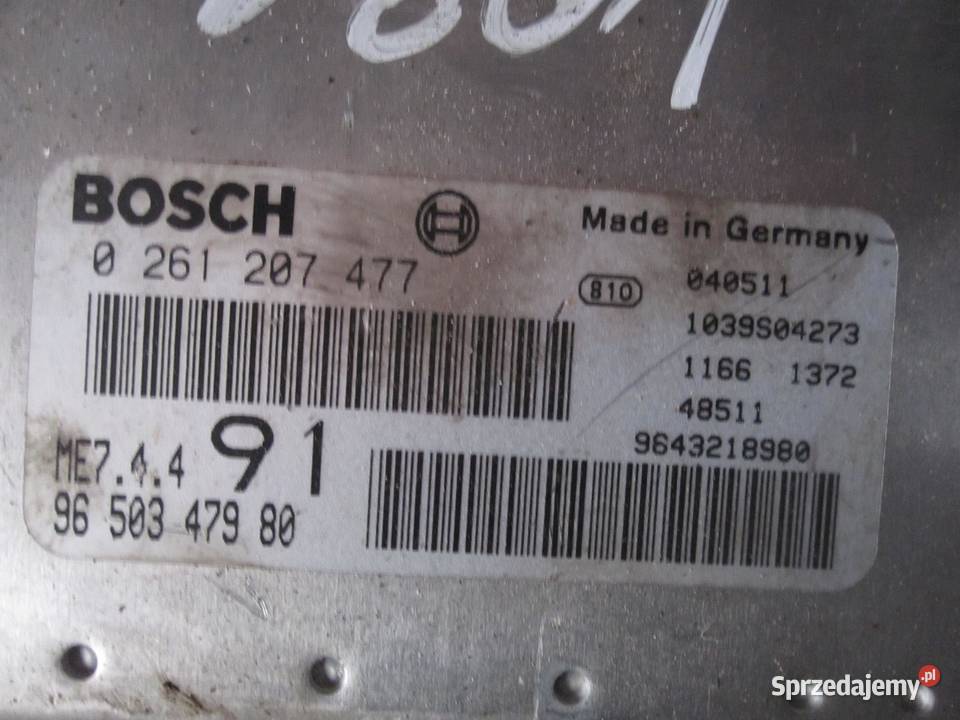 BOSCH
Made in Germany
0 261 207 477
810
040511
1039S04273
1166 1372
48511
9643218980
ME7.4.4 91
96 503 479 80
Sprzedajemy.pl